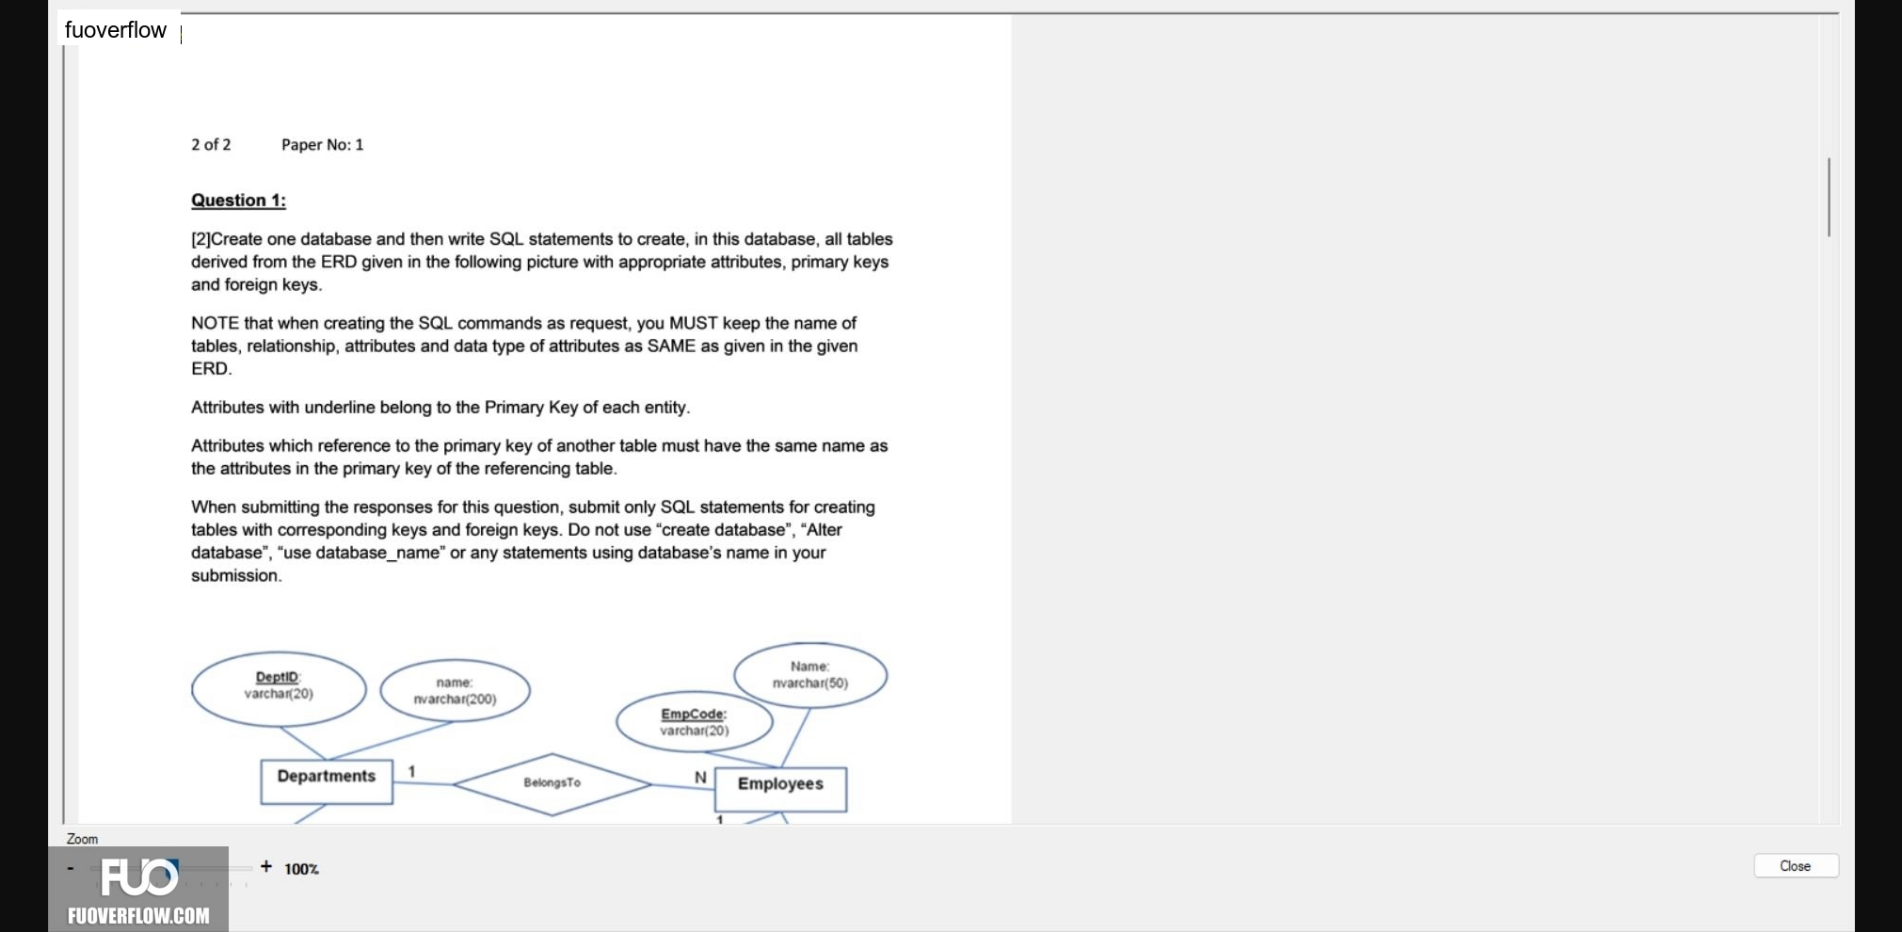 fuoverflow
2 of 2 Paper No: 1
Question 1:
[2]Create one database and then write SQL statements to create, in this database, all tables
derived from the ERD given in the following picture with appropriate attributes, primary keys
and foreign keys.
NOTE that when creating the SQL commands as request, you MUST keep the name of
tables, relationship, attributes and data type of attributes as SAME as given in the given
ERD.
Attributes with underline belong to the Primary Key of each entity.
Attributes which reference to the primary key of another table must have the same name as
the attributes in the primary key of the referencing table.
When submitting the responses for this question, submit only SQL statements for creating
tables with corresponding keys and foreign keys. Do not use “create database”, “Alter
database”, “use database_name” or any statements using database's name in your
submission.
DeptID:
varchar(20)
name:
nvarchar(200)
EmpCode:
varchar(20)
Name:
nvarchar(50)
Departments
1
BelongsTo
N
Employees
1
Zoom
- + 100%
Close
FUO
FUOVERFLOW.COM